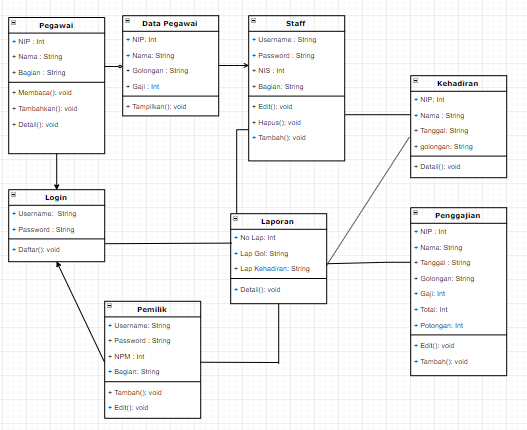 Pegawai
+ NIP : Int
+ Nama : String
+ Bagian : String
+ Membaca(): void
+ Tambahkan(): void
+ Detail(): void
Data Pegawai
+ NIP: Int
+ Nama: String
+ Golongan : String
+ Gaji : Int
+ Tampilkan(): void
Staff
+ Username : String
+ Password : String
+ NIS : Int
+ Bagian: String
+ Edit(): void
+ Hapus(): void
+ Tambah(): void
Kehadiran
+ NIP: Int
+ Nama : String
+ Tanggal: String
+ golongan: String
+ Detail(): void
Login
+ Username: String
+ Password : String
+ Daftar(): void
Laporan
+ No Lap: Int
+ Lap Gol: String
+ Lap Kehadiran: String
+ Detail(): void
Penggajian
+ NIP : Int
+ Nama: String
+ Tanggal : String
+ Golongan: String
+ Gaji: Int
+ Total: Int
+ Potongan: Int
+ Edit(): void
+ Tambah(): void
Pemilik
+ Username: String
+ Password : String
+ NPM : Int
+ Bagian: String
+ Tambah(): void
+ Edit(): void